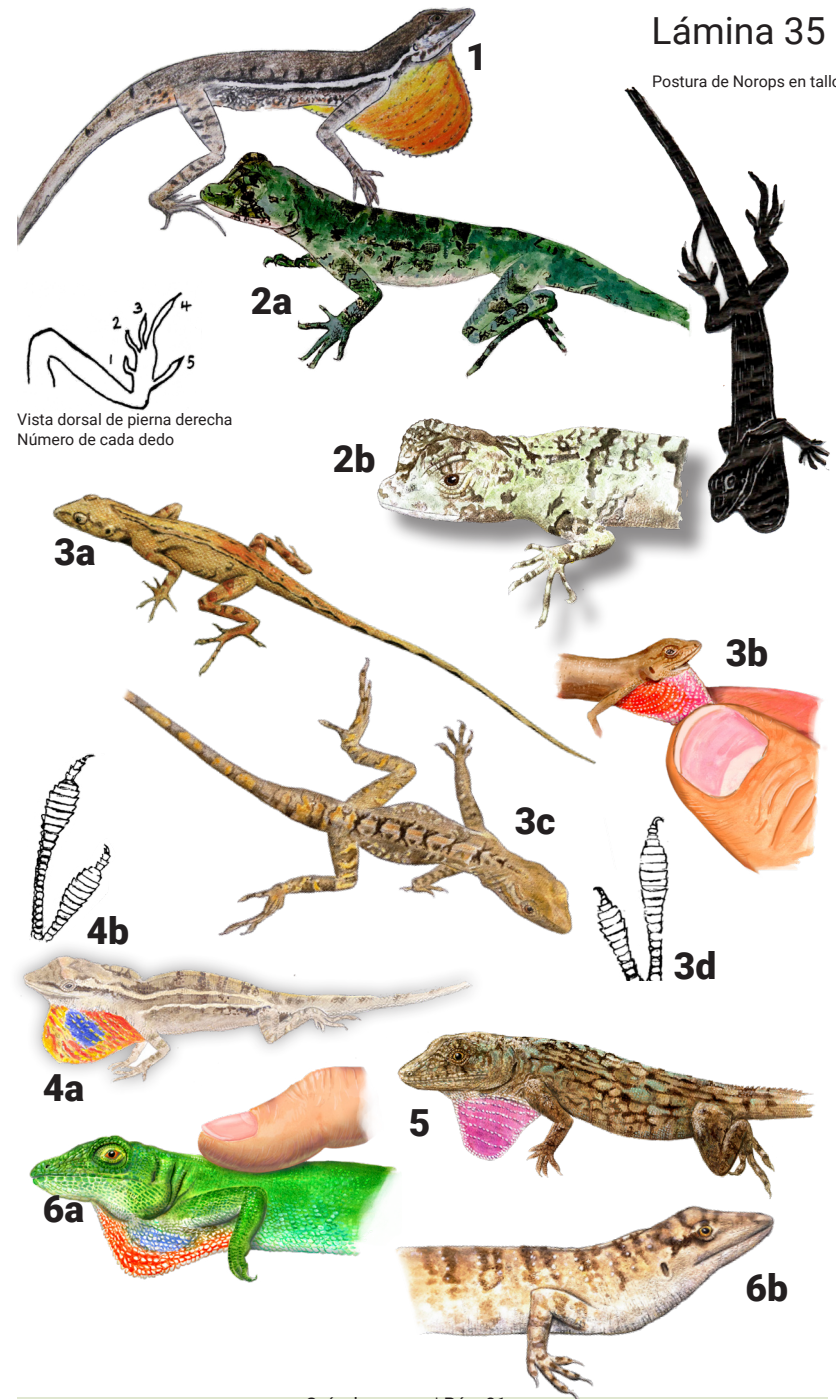 Lámina 35
Postura de Norops en tallo
1
2a
3
4
2
1
5
Vista dorsal de pierna derecha
Número de cada dedo
2b
3a
3b
3c
4b
3d
4a
5
6a
6b